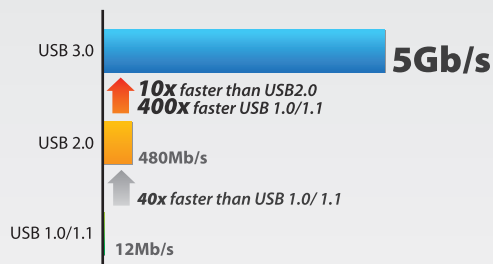 USB 3.0
5Gb/s
10x faster than USB2.0
400x faster USB 1.0/1.1
USB 2.0
480Mb/s
40x faster than USB 1.0/ 1.1
USB 1.0/1.1
12Mb/s